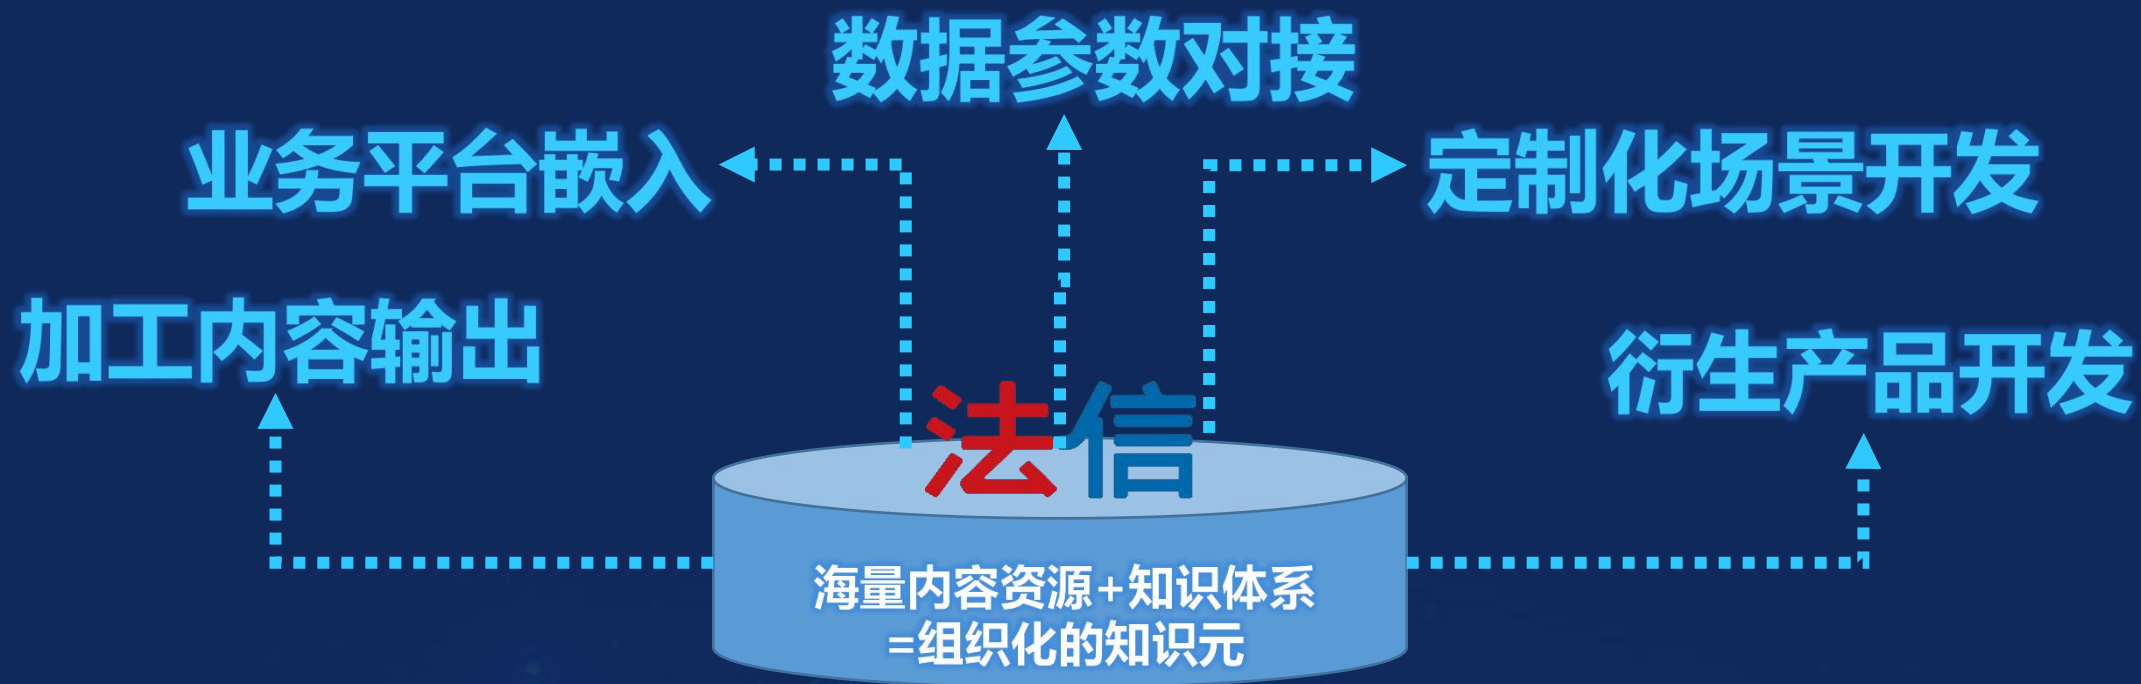 数据参数对接
业务平台嵌入
定制化场景开发
加工内容输出
衍生产品开发
法信
海量内容资源+知识体系
=组织化的知识元